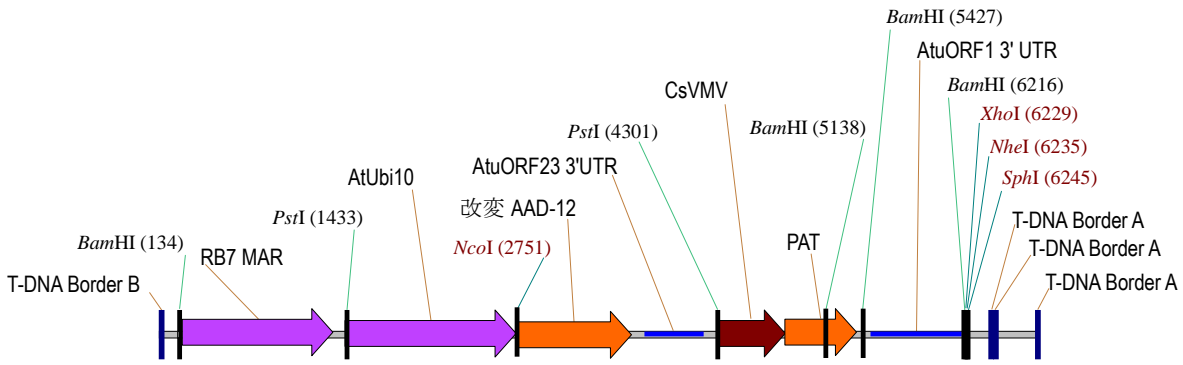 BamHI (5427)
AtuORF1 3' UTR
CsVMV
BamHI (6216)
XhoI (6229)
PstI (4301)
BamHI (5138)
NheI (6235)
AtuORF23 3'UTR
AtUbi10
SphI (6245)
改変 AAD-12
PstI (1433)
T-DNA Border A
BamHI (134)
NcoI (2751)
PAT
T-DNA Border A
RB7 MAR
T-DNA Border B
T-DNA Border A